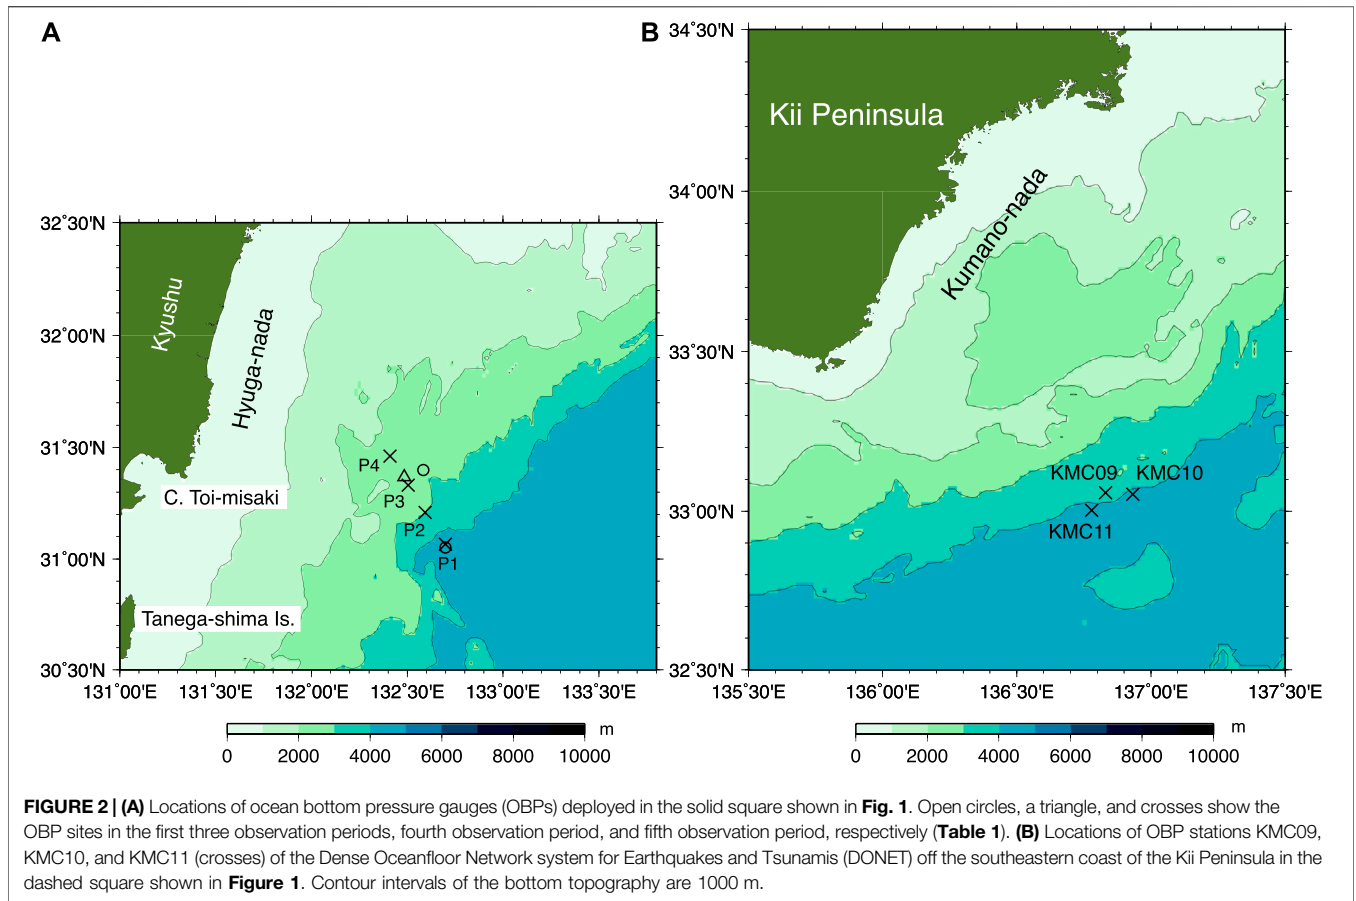 A
B
34˚30'N
Kii Peninsula
34˚00'N
Kumano-nada
33˚30'N
KMC09
KMC10
33˚00'N
KMC11
32˚30'N
135˚30'E
136˚00'E
136˚30'E
137˚00'E
137˚30'E
32˚30'N
Kyushu
32˚00'N
Hyuga-nada
31˚30'N
P4
C. Toi-misaki
P3
P2
31˚00'N
P1
Tanega-shima Is.
30˚30'N
131˚00'E
131˚30'E
132˚00'E
132˚30'E
133˚00'E
133˚30'E
m
0
2000
4000
6000
8000
10000
m
0
2000
4000
6000
8000
10000
FIGURE 2 | (A) Locations of ocean bottom pressure gauges (OBPs) deployed in the solid square shown in Fig. 1. Open circles, a triangle, and crosses show the
OBP sites in the first three observation periods, fourth observation period, and fifth observation period, respectively (Table 1). (B) Locations of OBP stations KMC09,
KMC10, and KMC11 (crosses) of the Dense Oceanfloor Network system for Earthquakes and Tsunamis (DONET) off the southeastern coast of the Kii Peninsula in the
dashed square shown in Figure 1. Contour intervals of the bottom topography are 1000 m.